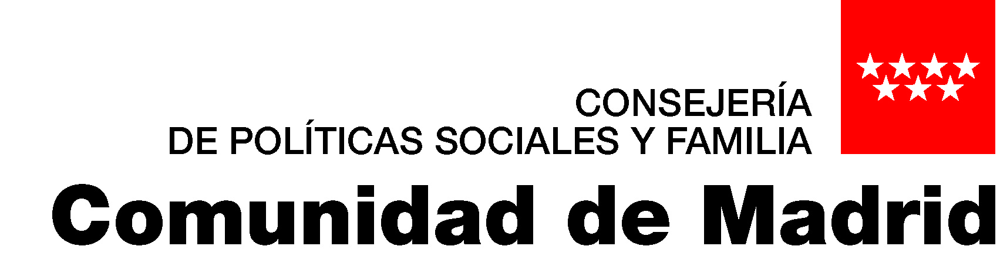 CONSEJERÍA
DE POLÍTICAS SOCIALES Y FAMILIA
Comunidad de Madrid